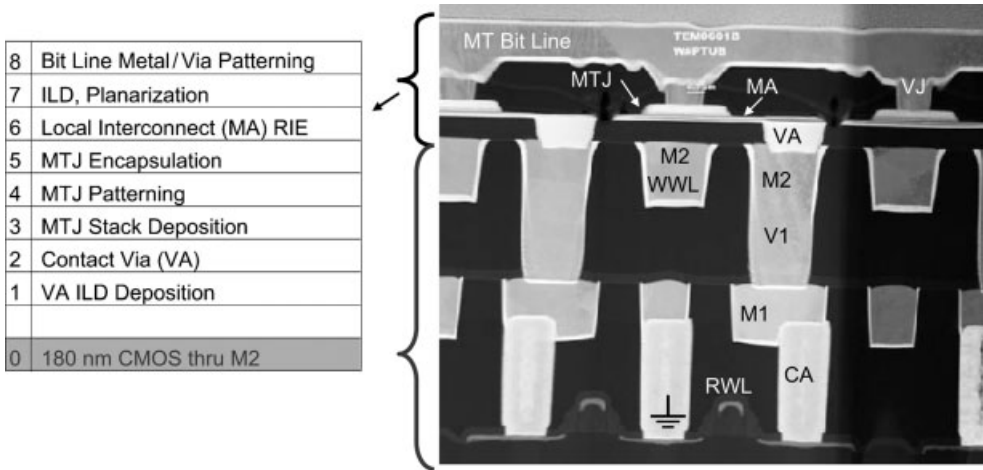 8 Bit Line Metal/Via Patterning
7 ILD, Planarization
6 Local Interconnect (MA) RIE
5 MTJ Encapsulation
4 MTJ Patterning
3 MTJ Stack Deposition
2 Contact Via (VA)
1 VA ILD Deposition
0 180 nm CMOS thru M2
MT Bit Line
TEM0601B
WAPTUB
MTJ
MA
VJ
VA
M2
WWL
M2
V1
M1
RWL
CA